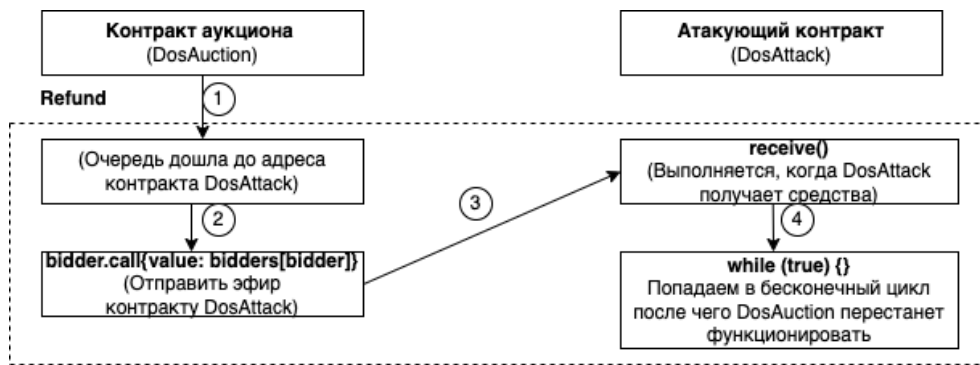 Контракт аукциона
(DosAuction)
Атакующий контракт
(DosAttack)
Refund
1
(Очередь дошла до адреса
контракта DosAttack)
receive()
(Выполняется, когда DosAttack
получает средства)
2
3
4
bidder.call{value: bidders[bidder]}
(Отправить эфир
контракту DosAttack)
while (true) {}
Попадаем в бесконечный цикл
после чего DosAuction перестанет
функционировать